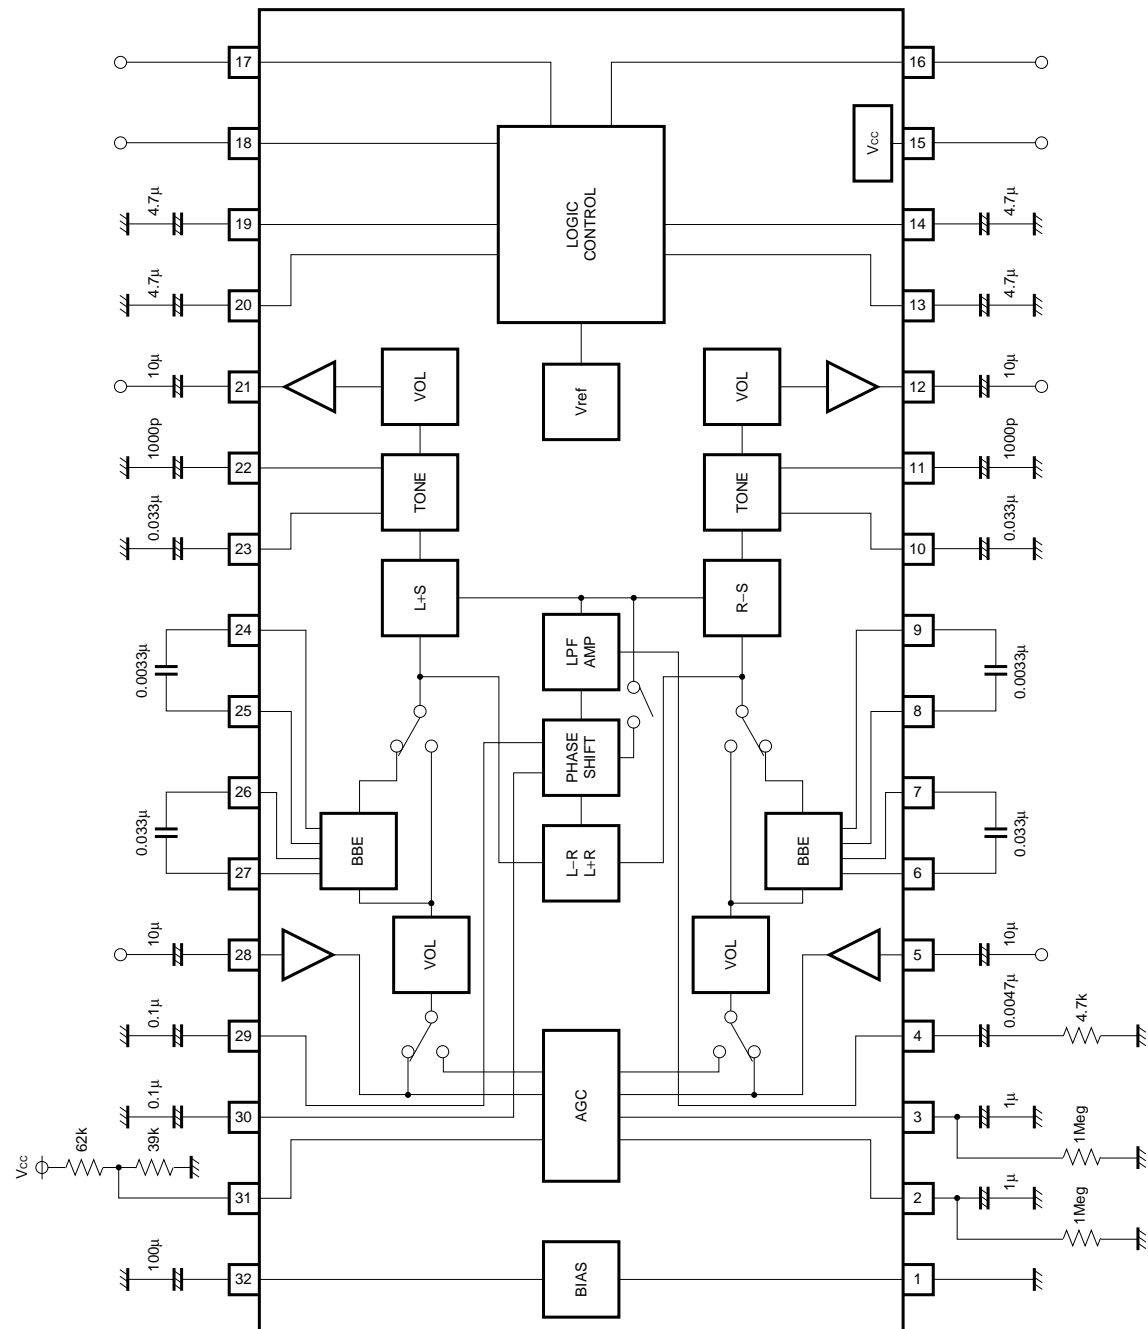 17
16
18
Vcc
15
4.7µ
19
LOGIC
CONTROL
14
4.7µ
4.7µ
20
13
4.7µ
10µ
21
VOL
Vref
VOL
12
10µ
1000p
22
TONE
TONE
11
1000p
0.033µ
23
10
0.033µ
L+S
R−S
24
LPF
AMP
9
0.0033µ
0.0033µ
25
PHASE
SHIFT
8
26
7
0.033µ
BBE
L−R
L+R
BBE
0.033µ
27
6
10µ
28
VOL
VOL
5
10µ
0.1µ
29
4
0.0047µ
4.7k
0.1µ
30
AGC
3
1µ
1Meg
Vcc
62k
39k
31
2
1µ
1Meg
100µ
32
BIAS
1